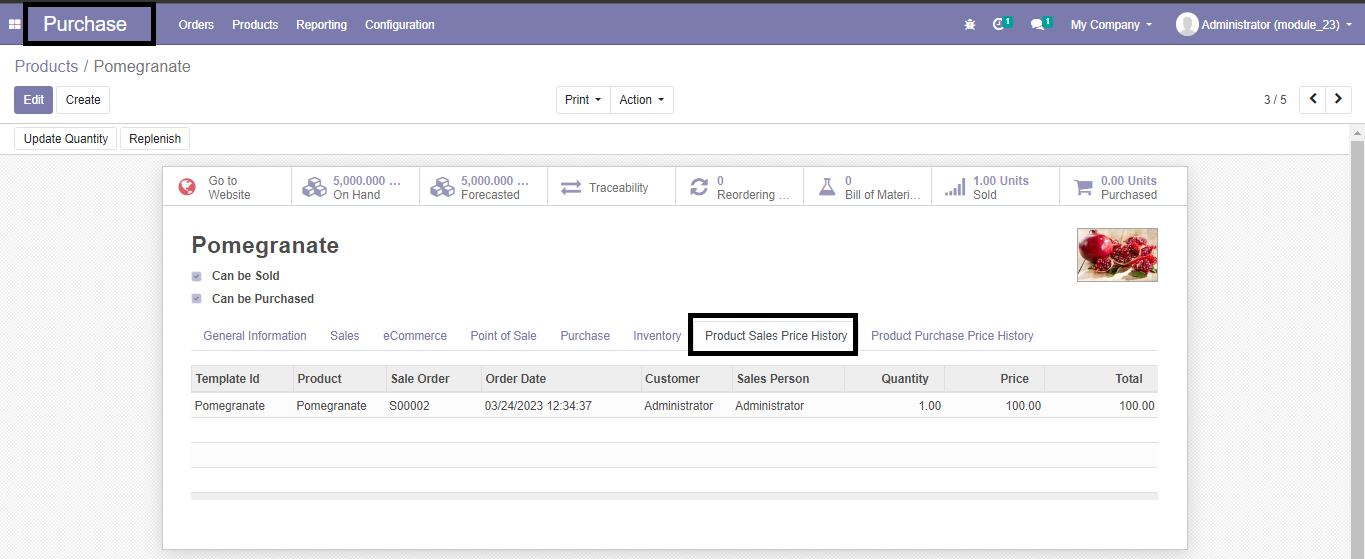 Purchase Orders Products Reporting Configuration 1 1 My Company Administrator (module_23)
Products / Pomegranate
Edit Create Print Action 3 / 5
Update Quantity Replenish
Go to Website
5,000.000 ... On Hand
5,000.000 ... Forecasted
Traceability
0 Reordering ...
0 Bill of Materi...
1.00 Units Sold
0.00 Units Purchased
Pomegranate
Can be Sold
Can be Purchased
General Information Sales eCommerce Point of Sale Purchase Inventory Product Sales Price History Product Purchase Price History
Template Id Product Sale Order Order Date Customer Sales Person Quantity Price Total
Pomegranate Pomegranate S00002 03/24/2023 12:34:37 Administrator Administrator 1.00 100.00 100.00